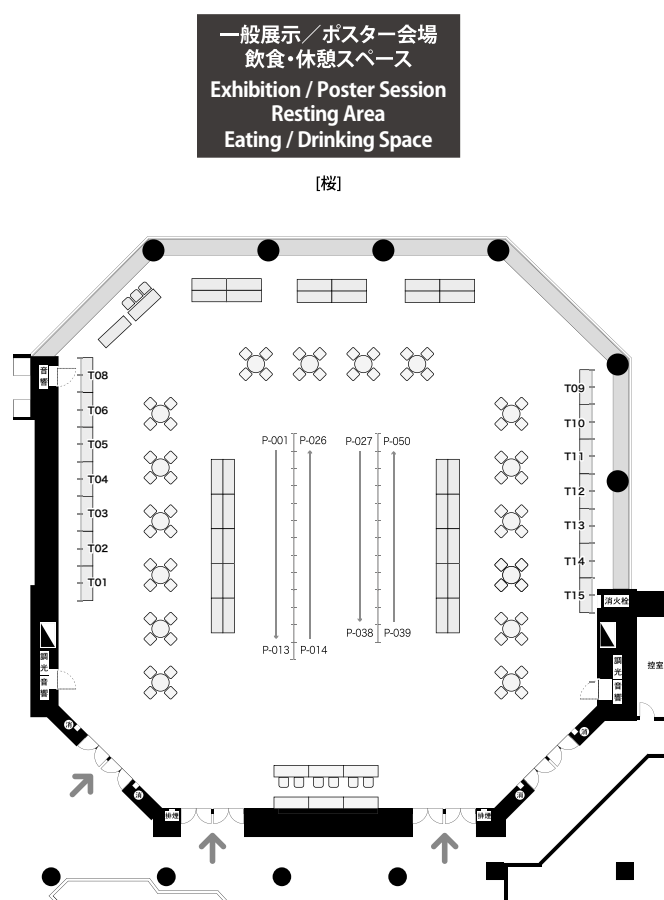 一般展示／ポスター会場
飲食・休憩スペース
Exhibition / Poster Session
Resting Area
Eating / Drinking Space
[桜]
音響
T08
T06
T05
T04
T03
T02
T01
P-001 P-026
P-027 P-050
P-013 P-014
P-038 P-039
T09
T10
T11
T12
T13
T14
T15
消火栓
控室
調光
音響
調光
音響
消
消
消
消
排煙
排煙